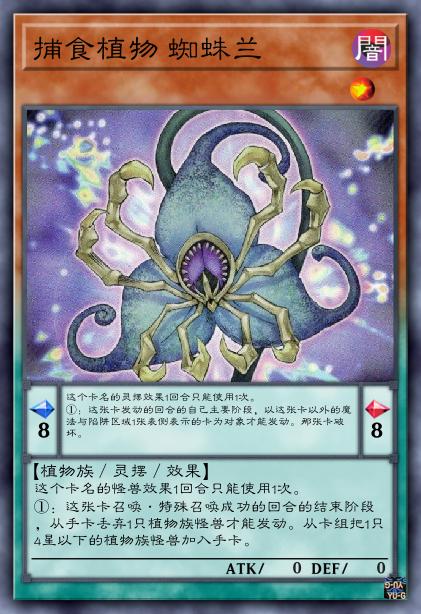 捕食植物 蜘蛛兰
闇
这个卡名的灵摆效果1回合只能使用1次。
①：这张卡发动的回合的自己主要阶段，以这张卡以外的魔
法与陷阱区域1张表侧表示的卡为对象才能发动。那张卡破
坏。
8
8
【植物族／灵摆／效果】
这个卡名的怪兽效果1回合只能使用1次。
①：这张卡召唤·特殊召唤成功的回合的结束阶段
，从手卡丢弃1只植物族怪兽才能发动。从卡组把1只
4星以下的植物族怪兽加入手卡。
ATK/ 0 DEF/ 0